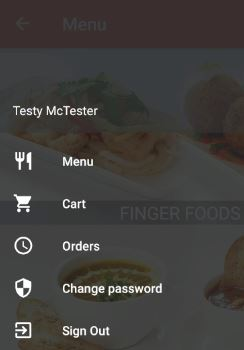 Menu
Testy McTester
Menu
Cart
FINGER FOODS
Orders
Change password
Sign Out